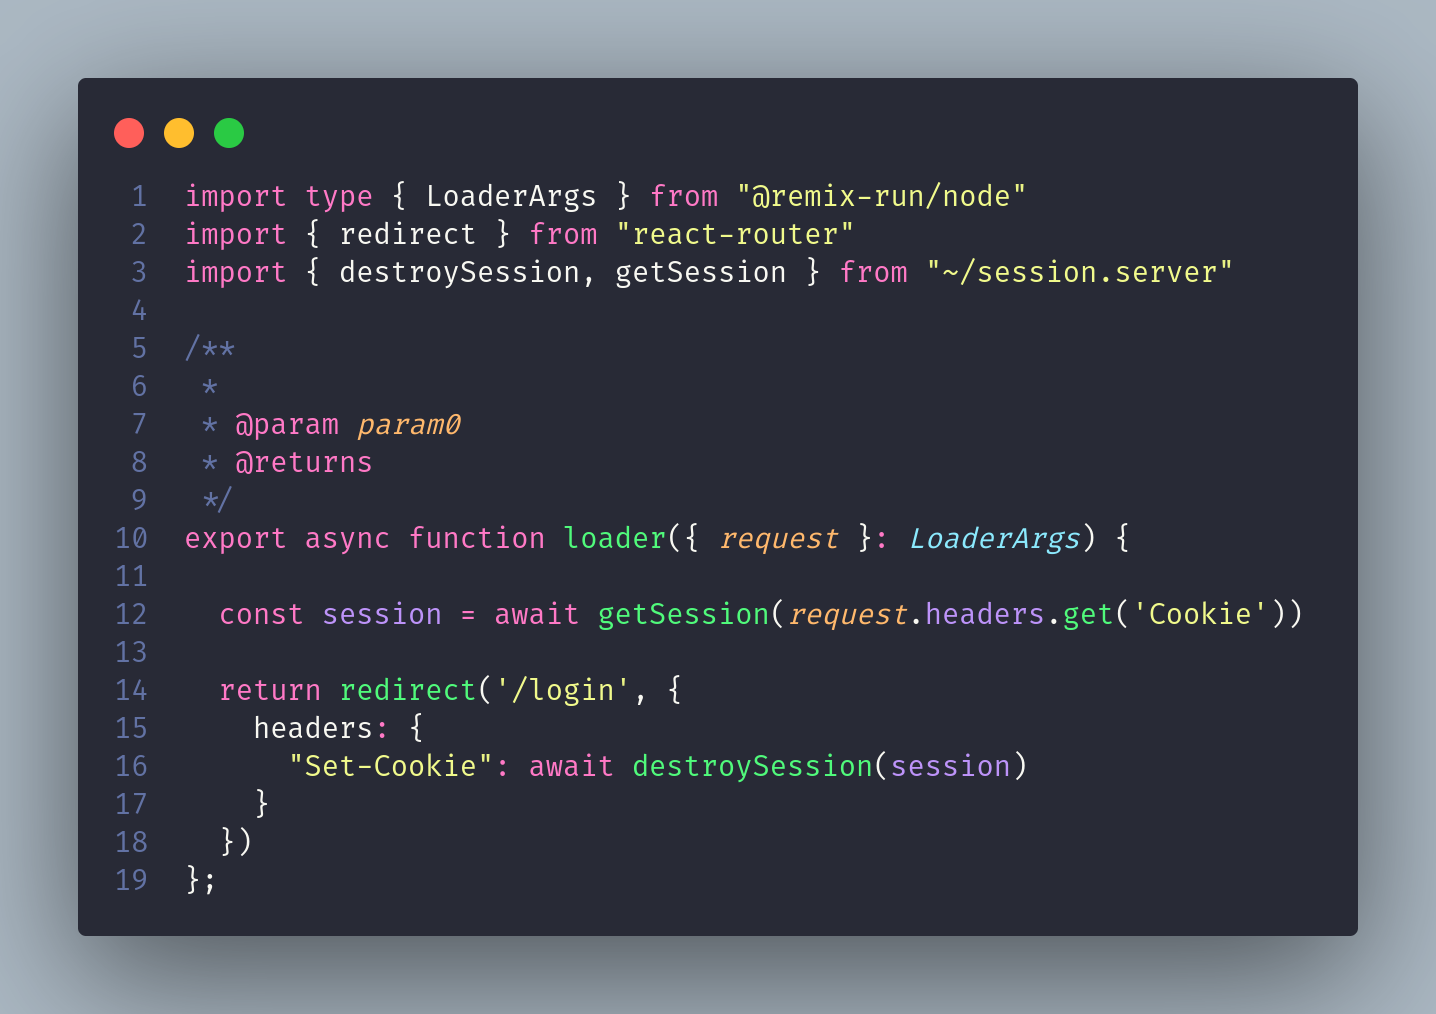 1 import type { LoaderArgs } from "@remix-run/node"
2 import { redirect } from "react-router"
3 import { destroySession, getSession } from "~/session.server"
4
5 /**
6  *
7  * @param param0
8  * @returns
9  */
10 export async function loader({ request }: LoaderArgs) {
11
12   const session = await getSession(request.headers.get('Cookie'))
13
14   return redirect('/login', {
15     headers: {
16       "Set-Cookie": await destroySession(session)
17     }
18   })
19 };